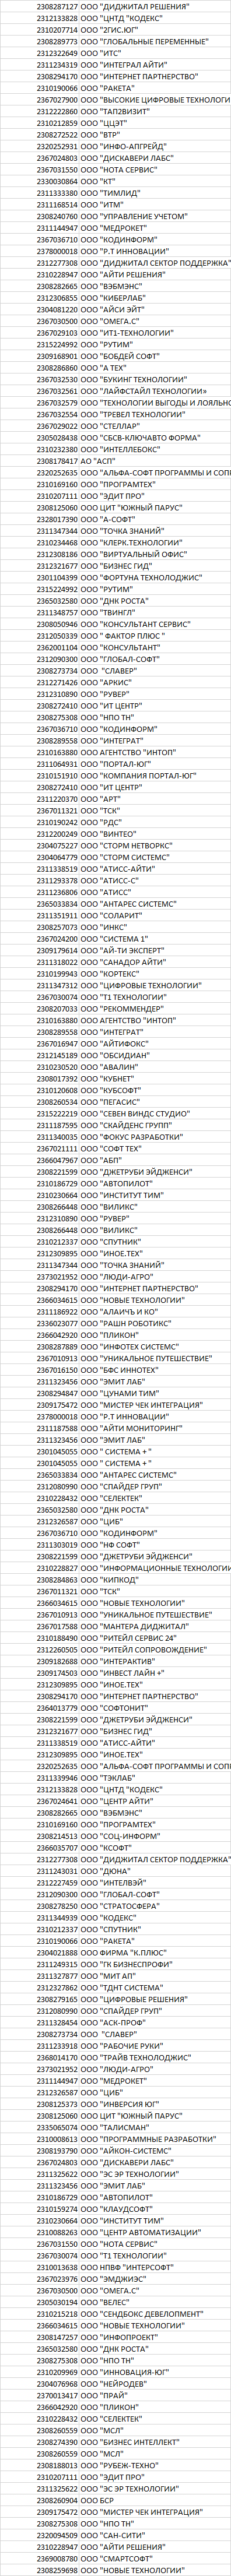 2308287127 ООО "ДИДЖИТАЛ РЕШЕНИЯ"
2312133828 ООО "ЦНТД "КОДЕКС"
2310207714 ООО "2ГИС.ЮГ"
2308289773 ООО "ГЛОБАЛЬНЫЕ ПЕРЕМЕННЫЕ"
2309122649 ООО "ИТС"
2311234319 ООО "ИНТЕГРАЛ АЙТИ"
2308294170 ООО "ИНТЕРНЕТ ПАРТНЕРСТВО"
2310190066 ООО "РАКЕТА"
2367027900 ООО "ВЫСОКИЕ ЦИФРОВЫЕ ТЕХНОЛОГИ
2312222860 ООО "ТАП2ВИЗИТ"
2310212859 ООО "ЦЦЭТ"
2308272522 ООО "ВТР"
2320252931 ООО "ИНФО-АПГРЕЙД"
2367024803 ООО "ДИСКАВЕРИ ЛАБС"
2367031550 ООО "НОТА СЕРВИС"
2330030864 ООО "КТ"
2311333380 ООО "ТИМЛИД"
2311168514 ООО "ИТМ"
2308240760 ООО "УПРАВЛЕНИЕ УЧЕТОМ"
2311144947 ООО "МЕДРОКЕТ"
2367036710 ООО "КОДИНФОРМ"
2378000018 ООО "Р.Т ИННОВАЦИИ"
2312277308 ООО "ДИДЖИТАЛ СЕКТОР ПОДДЕРЖКА"
2310228947 ООО "АЙТИ РЕШЕНИЯ"
2308282665 ООО "ВЭБМЭНС"
2312306855 ООО "КИБЕРЛАБ"
2304081220 ООО "АЙСИ ЭЙТ"
2367030500 ООО "ОМЕГА.С"
2367029103 ООО "ИТ1-ТЕХНОЛОГИИ"
2315224992 ООО "РУТИМ"
2309168901 ООО "БОБДЕЙ СОФТ"
2308286860 ООО "А ТЕХ"
2367032530 ООО "БУКИНГ ТЕХНОЛОГИИ"
2367032561 ООО "ЛАЙФСТАЙЛ ТЕХНОЛОГИИ»
2367032579 ООО "ТЕХНОЛОГИИ ВЫГОДЫ И ЛОЯЛЬНО
2367032554 ООО "ТРЕВЕЛ ТЕХНОЛОГИИ"
2367029022 ООО "СТЕЛЛАР"
2305028438 ООО "СБСВ-КЛЮЧАВТО ФОРМА"
2310232380 ООО "ИНТЕЛЛЕБОКС"
2308178417 АО "АСП"
2320252635 ООО "АЛЬФА-СОФТ ПРОГРАММЫ И СОПР
2310169160 ООО "ПРОГРАМТЕХ"
2310207111 ООО "ЭДИТ ПРО"
2308125060 ООО ЦИТ "ЮЖНЫЙ ПАРУС"
2328017390 ООО "А-СОФТ"
2311347344 ООО "ТОЧКА ЗНАНИЙ"
2310234468 ООО "КЛЕРК.ТЕХНОЛОГИИ"
2312308186 ООО "ВИРТУАЛЬНЫЙ ОФИС"
2312321677 ООО "БИЗНЕС ГИД"
2301104399 ООО "ФОРТУНА ТЕХНОЛОДЖИС"
2315224992 ООО "РУТИМ"
2365032580 ООО "ДНК РОСТА"
2311348757 ООО "ТВИНГЛ"
2308050946 ООО "КОНСУЛЬТАНТ СЕРВИС"
2312050339 ООО " ФАКТОР ПЛЮС "
2362001104 ООО "КОНСУЛЬТАНТ"
2312090300 ООО "ГЛОБАЛ-СОФТ"
2308273734 ООО "СЛАВЕР"
2312271426 ООО "АРКИС"
2312310890 ООО "РУВЕР"
2308272410 ООО "ИТ ЦЕНТР"
2308275308 ООО "НПО ТН"
2367036710 ООО "КОДИНФОРМ"
2308289558 ООО "ИНТЕГРАТ"
2310163880 ООО АГЕНТСТВО "ИНТОП"
2311064931 ООО "ПОРТАЛ-ЮГ"
2310151910 ООО "КОМПАНИЯ ПОРТАЛ-ЮГ"
2308272410 ООО "ИТ ЦЕНТР"
2311220370 ООО "АРТ"
2367011321 ООО "ТСК"
2310190242 ООО "РДС"
2312200249 ООО "ВИНТЕО"
2304075227 ООО "СТОРМ НЕТВОРКС"
2304064779 ООО "СТОРМ СИСТЕМС"
2311338519 ООО "АТИСС-АЙТИ"
2311293378 ООО "АТИСС-С"
2311236806 ООО "АТИСС"
2365033834 ООО "АНТАРЕС СИСТЕМС"
2311351911 ООО "СОЛАРИТ"
2308257073 ООО "ИНКС"
2367024200 ООО "СИСТЕМА 1"
2309179614 ООО "АЙ-ТИ ЭКСПЕРТ"
2311318022 ООО "САНАДОР АЙТИ"
2310199943 ООО "КОРТЕКС"
2311347312 ООО "ЦИФРОВЫЕ ТЕХНОЛОГИИ"
2367030074 ООО "Т1 ТЕХНОЛОГИИ"
2308207033 ООО "РЕКОММЕНДЕР"
2310163880 ООО АГЕНТСТВО "ИНТОП"
2308289558 ООО "ИНТЕГРАТ"
2367016947 ООО "АЙТИФОКС"
2312145189 ООО "ОБСИДИАН"
2310230520 ООО "АВАЛИН"
2308017392 ООО "КУБНЕТ"
2310120608 ООО "КУБСОФТ"
2308260534 ООО "ПЕГАСИС"
2315222219 ООО "СЕВЕН ВИНДС СТУДИО"
2311187595 ООО "СКАЙДЕНС ГРУПП"
2311340035 ООО "ФОКУС РАЗРАБОТКИ"
2367021111 ООО "СОФТ ТЕХ"
2366047967 ООО "АБП"
2308221599 ООО "ДЖЕТРУБИ ЭЙДЖЕНСИ"
2310186729 ООО "АВТОПИЛОТ"
2310230664 ООО "ИНСТИТУТ ТИМ"
2308266448 ООО "ВИЛИКС"
2312310890 ООО "РУВЕР"
2308266448 ООО "ВИЛИКС"
2310212337 ООО "СПУТНИК"
2312309895 ООО "ИНОЕ.ТЕХ"
2311347344 ООО "ТОЧКА ЗНАНИЙ"
2373021952 ООО "ЛЮДИ-АГРО"
2308294170 ООО "ИНТЕРНЕТ ПАРТНЕРСТВО"
2366034615 ООО "НОВЫЕ ТЕХНОЛОГИИ"
2311186922 ООО "АЛАИЧЪ И КО"
2336023077 ООО "РАШН РОБОТИКС"
2366042920 ООО "ПЛИКОН"
2308287889 ООО "ИНФОТЕХ СИСТЕМС"
2367010913 ООО "УНИКАЛЬНОЕ ПУТЕШЕСТВИЕ"
2367016150 ООО "БФС ИННОТЕХ"
2311323456 ООО "ЭМИТ ЛАБ"
2308294847 ООО "ЦУНАМИ ТИМ"
2309175472 ООО "МИСТЕР ЧЕК ИНТЕГРАЦИЯ"
2378000018 ООО "Р.Т ИННОВАЦИИ"
2311187588 ООО "АЙТИ МОНИТОРИНГ"
2311323456 ООО "ЭМИТ ЛАБ"
2301045055 ООО " СИСТЕМА + "
2301045055 ООО " СИСТЕМА + "
2365033834 ООО "АНТАРЕС СИСТЕМС"
2312080990 ООО "СПАЙДЕР ГРУП"
2310228432 ООО "СЕЛЕКТЕК"
2365032580 ООО "ДНК РОСТА"
2312326587 ООО "ЦИБ"
2367036710 ООО "КОДИНФОРМ"
2311303019 ООО "НФ СОФТ"
2308221599 ООО "ДЖЕТРУБИ ЭЙДЖЕНСИ"
2310228827 ООО "ИНФОРМАЦИОННЫЕ ТЕХНОЛОГИИ
2308284863 ООО "КИПКОД"
2367011321 ООО "ТСК"
2366034615 ООО "НОВЫЕ ТЕХНОЛОГИИ"
2367010913 ООО "УНИКАЛЬНОЕ ПУТЕШЕСТВИЕ"
2367017588 ООО "МАНТЕРА ДИДЖИТАЛ"
2310188490 ООО "РИТЕЙЛ СЕРВИС 24"
2312260505 ООО "РИТЕЙЛ СОПРОВОЖДЕНИЕ"
2309182688 ООО "ИНТЕРАКТИВ"
2309174503 ООО "ИНВЕСТ ЛАЙН +"
2312309895 ООО "ИНОЕ.ТЕХ"
2308294170 ООО "ИНТЕРНЕТ ПАРТНЕРСТВО"
2364013779 ООО "СОФТОНИТ"
2308221599 ООО "ДЖЕТРУБИ ЭЙДЖЕНСИ"
2312321677 ООО "БИЗНЕС ГИД"
2311338519 ООО "АТИСС-АЙТИ"
2312309895 ООО "ИНОЕ.ТЕХ"
2320252635 ООО "АЛЬФА-СОФТ ПРОГРАММЫ И СОПР
2311339946 ООО "ТЭКЛАБ"
2312133828 ООО "ЦНТД "КОДЕКС"
2367024641 ООО "ЦЕНТР АЙТИ"
2308282665 ООО "ВЭБМЭНС"
2310169160 ООО "ПРОГРАМТЕХ"
2308214513 ООО "СОЦ-ИНФОРМ"
2366035707 ООО "КСОФТ"
2312277308 ООО "ДИДЖИТАЛ СЕКТОР ПОДДЕРЖКА"
2311243031 ООО "ДЮНА"
2312227459 ООО "ИНТЕЛВЭЙ"
2312090300 ООО "ГЛОБАЛ-СОФТ"
2308278250 ООО "СТРАТОСФЕРА"
2311344939 ООО "КОДЕКС"
2310212337 ООО "СПУТНИК"
2310190066 ООО "РАКЕТА"
2304021888 ООО ФИРМА "К.ПЛЮС"
2311249315 ООО "ГК БИЗНЕСПРОФИ"
2311327877 ООО "МИТ АП"
2312327862 ООО "ТДНТ СИСТЕМА"
2308279165 ООО "ЦИФРОВЫЕ РЕШЕНИЯ"
2312080990 ООО "СПАЙДЕР ГРУП"
2311328454 ООО "АСК-ПРОФ"
2308273734 ООО "СЛАВЕР"
2311233918 ООО "РАБОЧИЕ РУКИ"
2368014170 ООО "ТРАЙВ ТЕХНОЛОДЖИС"
2373021952 ООО "ЛЮДИ-АГРО"
2311144947 ООО "МЕДРОКЕТ"
2312326587 ООО "ЦИБ"
2308125373 ООО "ИНВЕРСИЯ ЮГ"
2308125060 ООО ЦИТ "ЮЖНЫЙ ПАРУС"
2335065074 ООО "ТАЛИСМАН"
2310008613 ООО "ПРОГРАММНЫЕ РАЗРАБОТКИ"
2308193790 ООО "АЙКОН-СИСТЕМС"
2367024803 ООО "ДИСКАВЕРИ ЛАБС"
2311325622 ООО "ЭС ЭР ТЕХНОЛОГИИ"
2311323456 ООО "ЭМИТ ЛАБ"
2310186729 ООО "АВТОПИЛОТ"
2310159274 ООО "КЛАУДСОФТ"
2310230664 ООО "ИНСТИТУТ ТИМ"
2310088263 ООО "ЦЕНТР АВТОМАТИЗАЦИИ"
2367031550 ООО "НОТА СЕРВИС"
2367030074 ООО "Т1 ТЕХНОЛОГИИ"
2310013638 ООО НПВФ "ИНТЕРСОФТ"
2367023976 ООО "ЭМДЖИЭС"
2367030500 ООО "ОМЕГА.С"
2305030194 ООО "ВЕЛЕС"
2310215218 ООО "СЕНДБОКС ДЕВЕЛОПМЕНТ"
2366034615 ООО "НОВЫЕ ТЕХНОЛОГИИ"
2308147257 ООО "ИНФОПРОЕКТ"
2365032580 ООО "ДНК РОСТА"
2308275308 ООО "НПО ТН"
2310209969 ООО "ИННОВАЦИЯ-ЮГ"
2304076968 ООО "НЕЙРОДЕВ"
2370013417 ООО "ПРАЙ"
2366042920 ООО "ПЛИКОН"
2310228432 ООО "СЕЛЕКТЕК"
2308260559 ООО "МСЛ"
2308274390 ООО "БИЗНЕС ИНТЕЛЛЕКТ"
2308260559 ООО "МСЛ"
2308188013 ООО "РУБЕЖ-ТЕХНО"
2310207111 ООО "ЭДИТ ПРО"
2311325622 ООО "ЭС ЭР ТЕХНОЛОГИИ"
2308260904 ООО БСР
2309175472 ООО "МИСТЕР ЧЕК ИНТЕГРАЦИЯ"
2308275308 ООО "НПО ТН"
2320094509 ООО "САН-СИТИ"
2310228947 ООО "АЙТИ РЕШЕНИЯ"
2369008780 ООО "СМАРТСОФТ"
2308259698 ООО "НОВЫЕ ТЕХНОЛОГИИ"